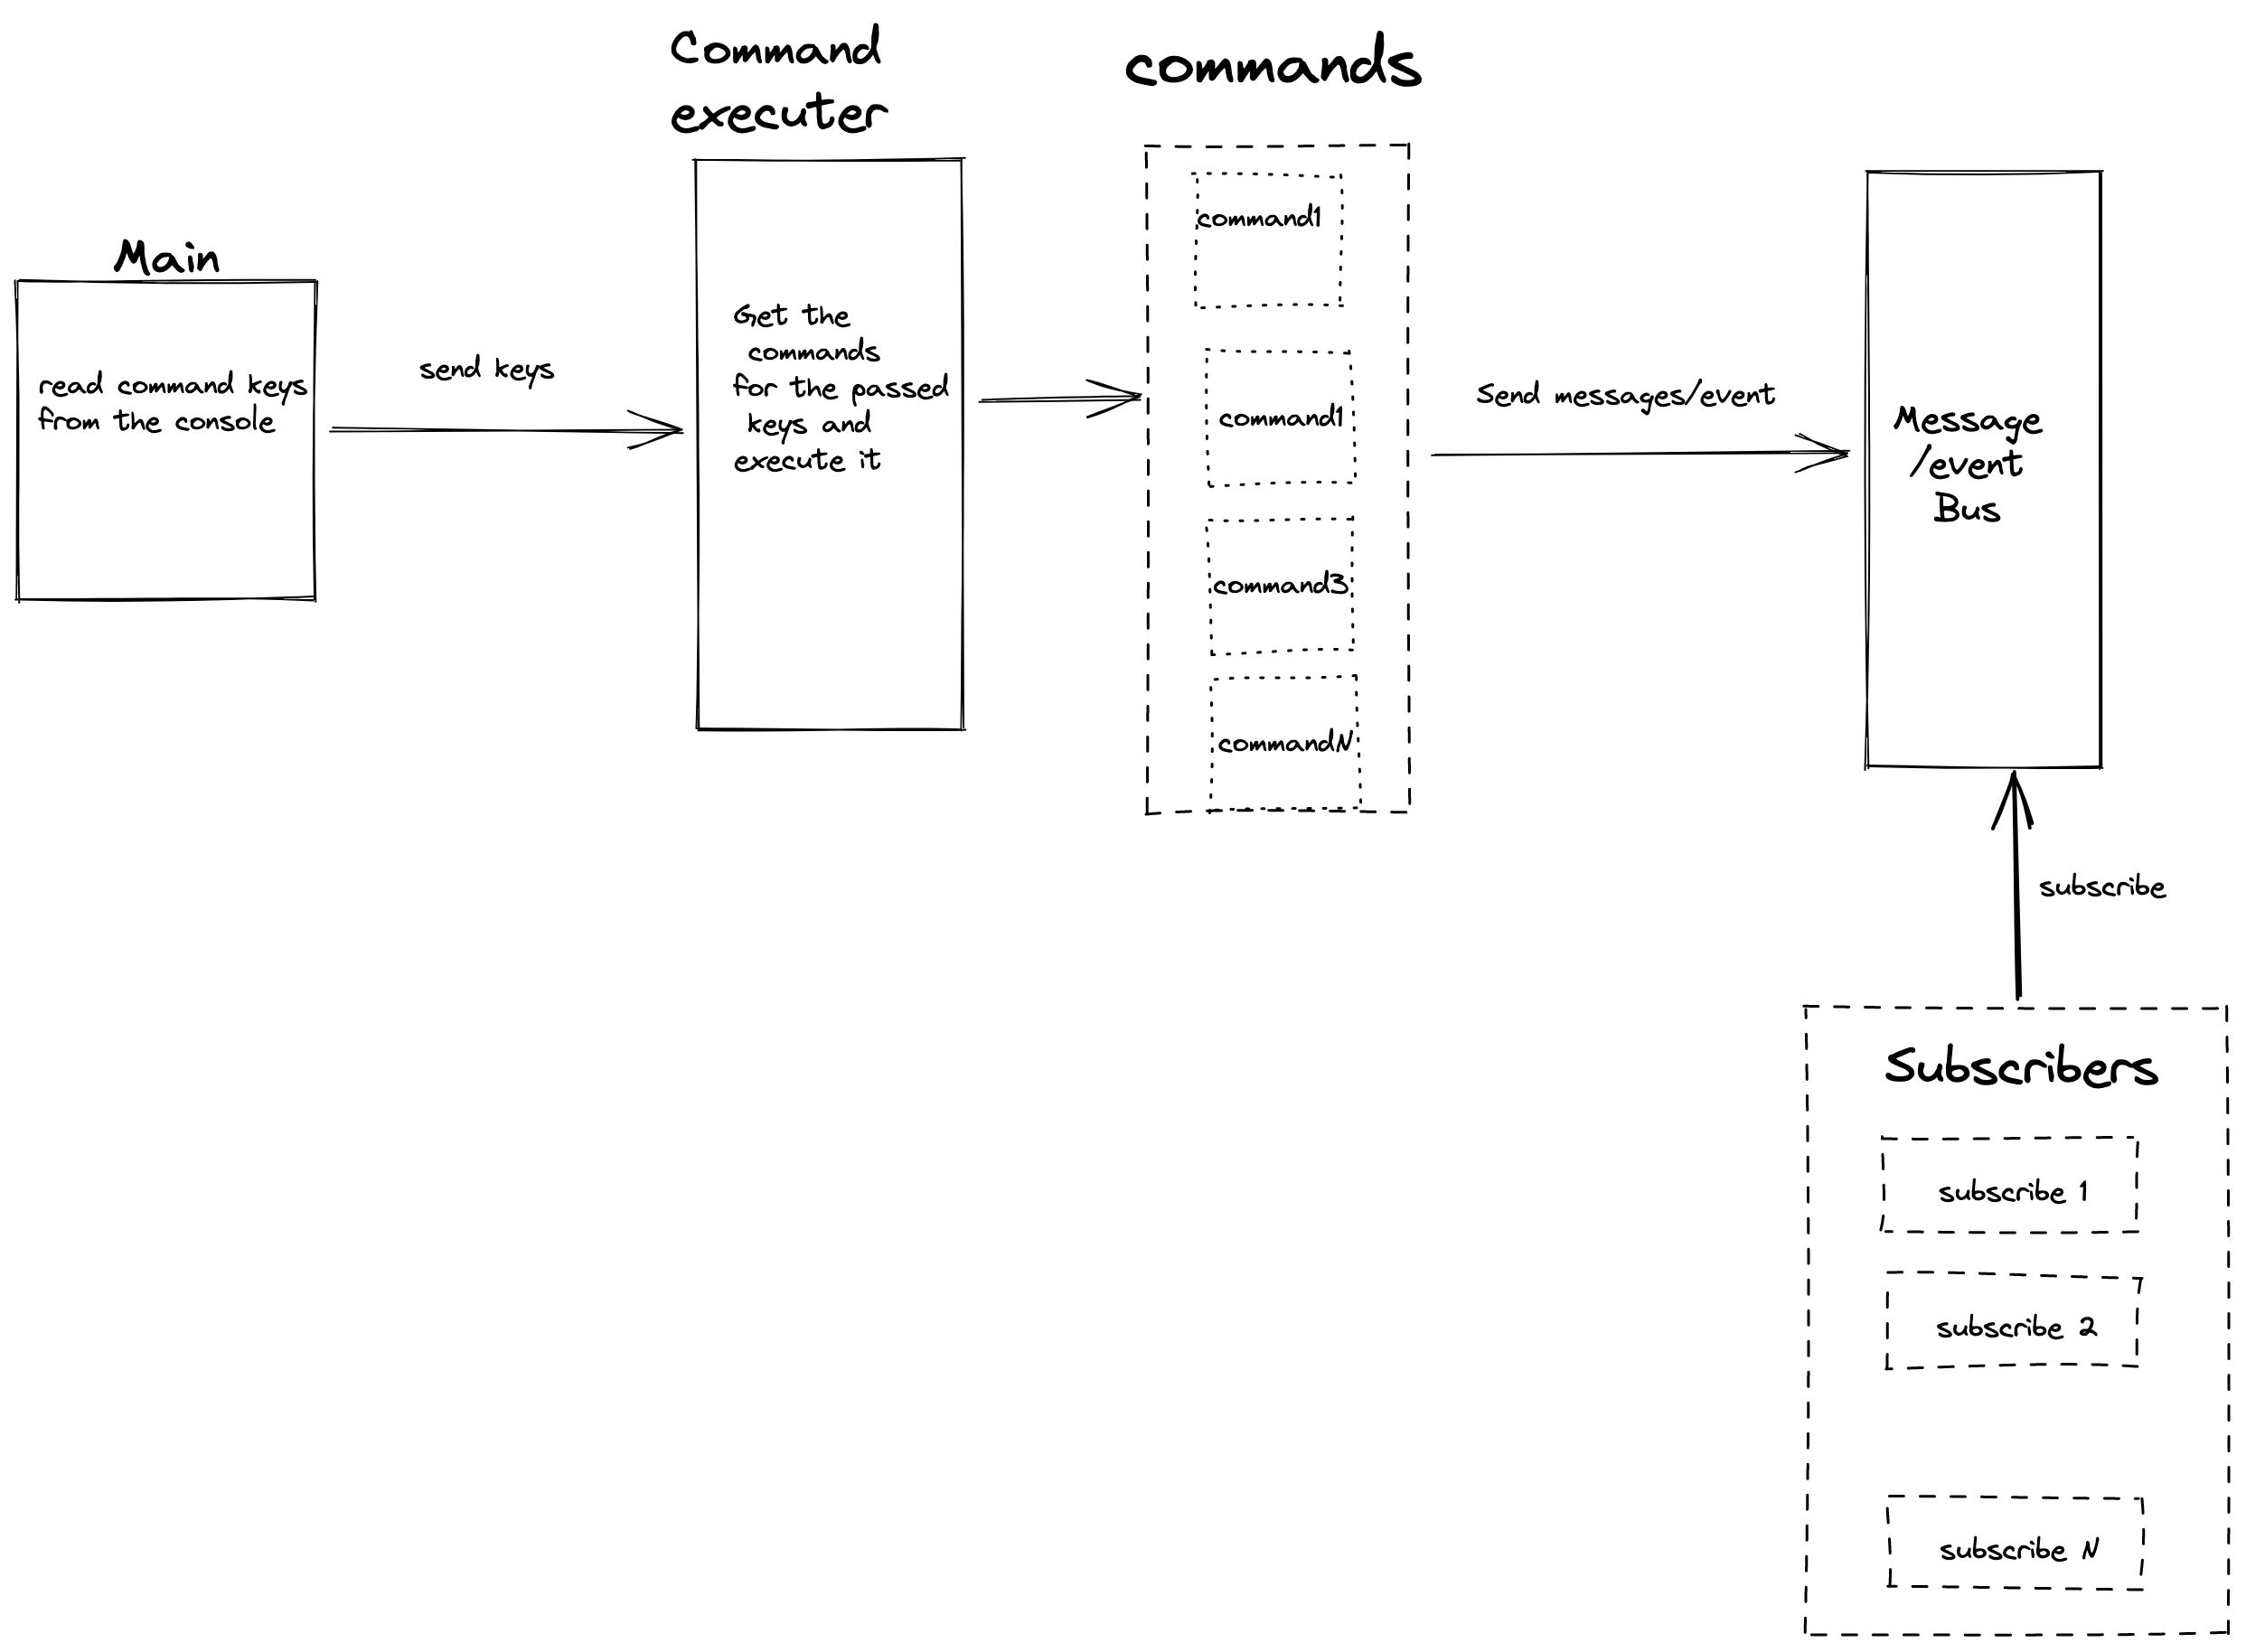 Command
executer
commands
Main
read command keys
from the console
send keys
Get the
commands
for the passed
keys and
execute it
command1
command1
command3
commandN
Send messages/event
Message
/event
Bus
subscribe
Subscribers
subscribe 1
subscribe 2
subscribe N